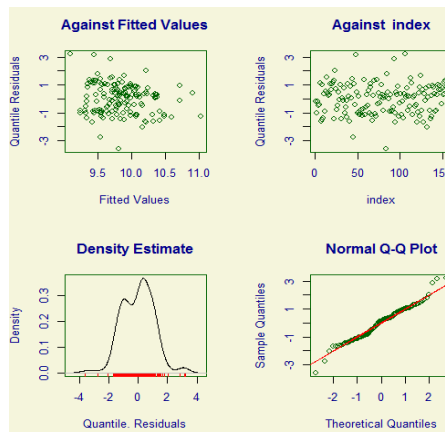 Against Fitted Values
Quantile Residuals
3
1
-1
-3
9.5 10.0 10.5 11.0
Fitted Values
Against index
Quantile Residuals
3
1
-1
-3
0 50 100 150
index
Density Estimate
Density
0.3
0.2
0.1
0.0
-4 -2 0 2 4
Quantile. Residuals
Normal Q-Q Plot
Sample Quantiles
3
1
-1
-3
-2 -1 0 1 2
Theoretical Quantiles